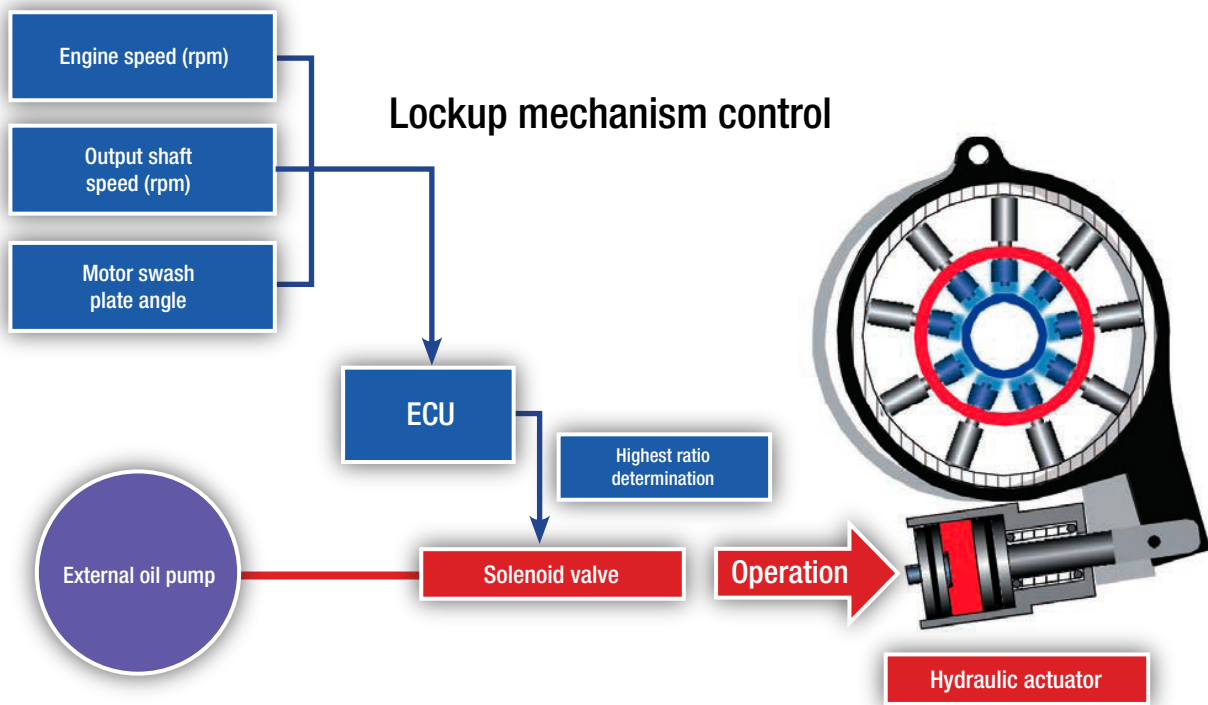 Engine speed (rpm)
Lockup mechanism control
Output shaft
speed (rpm)
Motor swash
plate angle
ECU
Highest ratio
determination
External oil pump
Solenoid valve
Operation
Hydraulic actuator